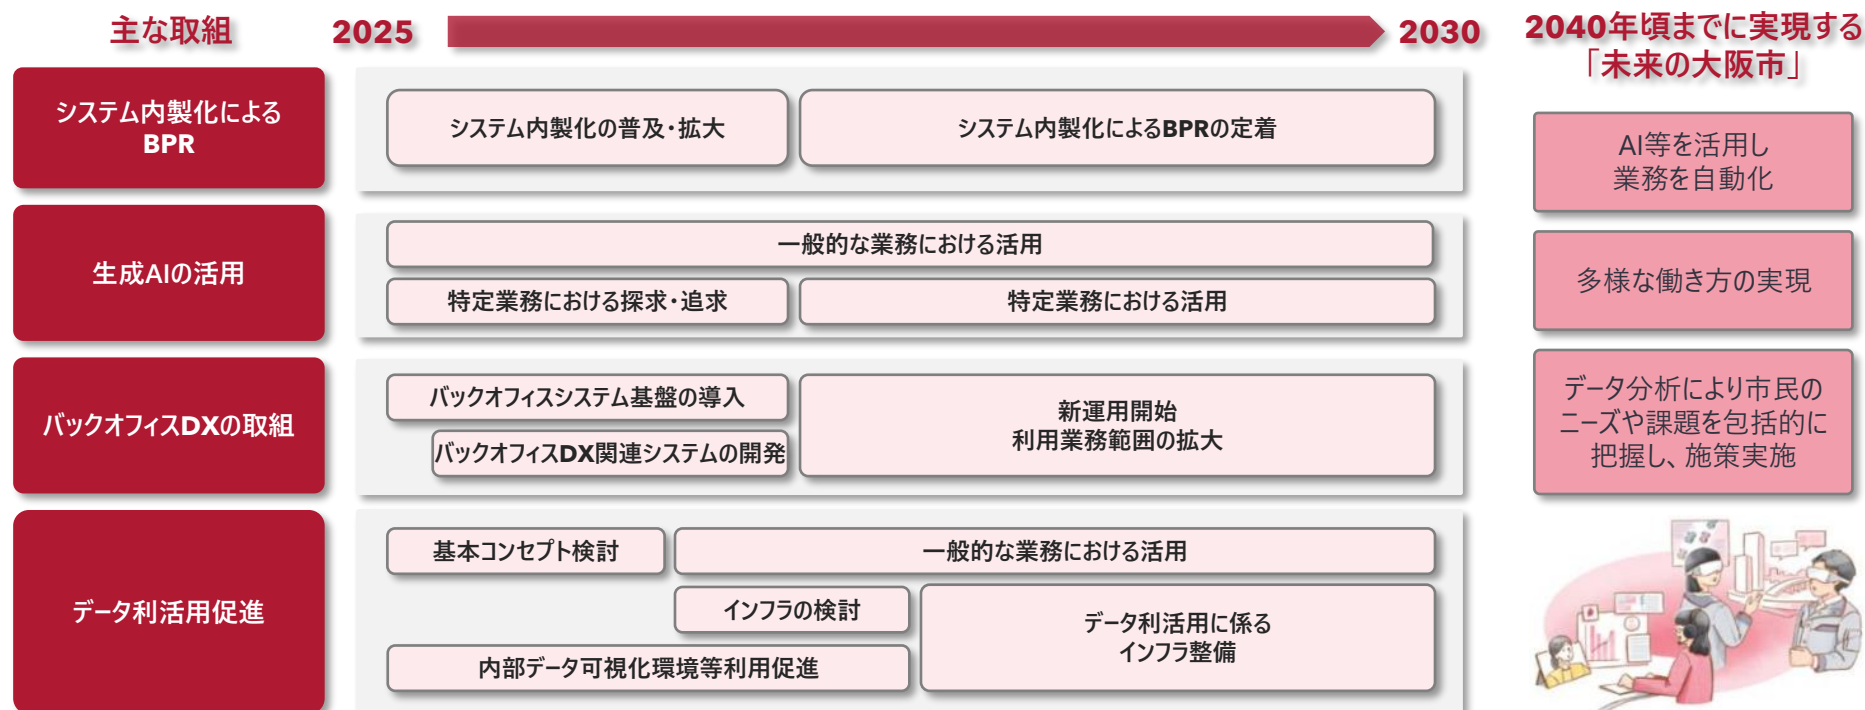 主な取組
2025
2030
2040年頃までに実現する
「未来の大阪市」
システム内製化による
BPR
システム内製化の普及・拡大
システム内製化によるBPRの定着
生成AIの活用
一般的な業務における活用
特定業務における探求・追求
特定業務における活用
バックオフィスDXの取組
バックオフィスシステム基盤の導入
バックオフィスDX関連システムの開発
新運用開始
利用業務範囲の拡大
データ利活用促進
基本コンセプト検討
一般的な業務における活用
インフラの検討
内部データ可視化環境等利用促進
データ利活用に係る
インフラ整備
AI等を活用し
業務を自動化
多様な働き方の実現
データ分析により市民の
ニーズや課題を包括的に
把握し、施策実施